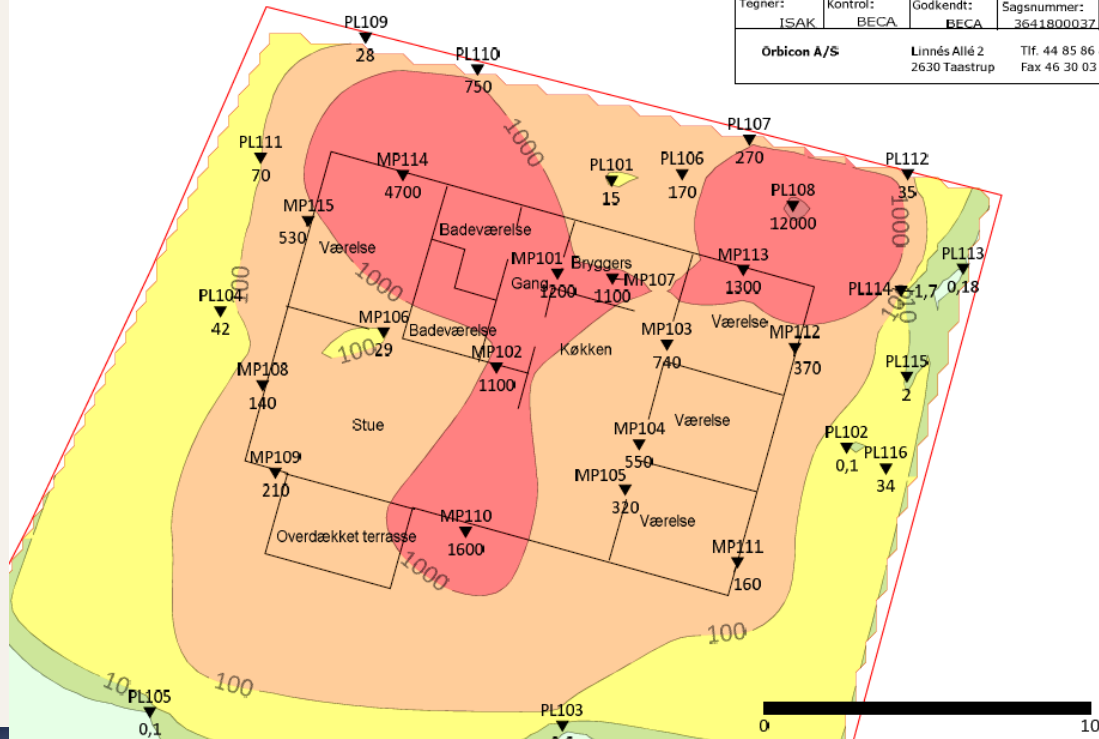 Tegner: Kontrol: Godkendt: Sagsnummer:
ISAK BECA BECA 3641800037
Orbicon A/S Linnés Allé 2 Tlf. 44 85 86
2630 Taastrup Fax 46 30 03
PL109
28
PL110
750
1000
PL107
270
PL111
70
MP114
4700
PL101
15
PL106
170
PL112
35
PL108
12000
1000
MP115
530
Værelse
Badeværelse
MP101
1200
Gang
Bryggers
MP107
1100
MP113
1300
PL113
0,18
100
1000
PL104
42
PL114
1,7
100
10
MP106
29
100
Badeværelse
MP102
1100
Køkken
MP103
740
Værelse
MP112
370
MP108
140
PL115
2
Stue
MP104
550
Værelse
PL102
0,1
PL116
34
MP109
210
MP105
320
Værelse
Overdækket terrasse
MP110
1600
1000
MP111
160
100
10
100
PL105
0,1
PL103
0 10